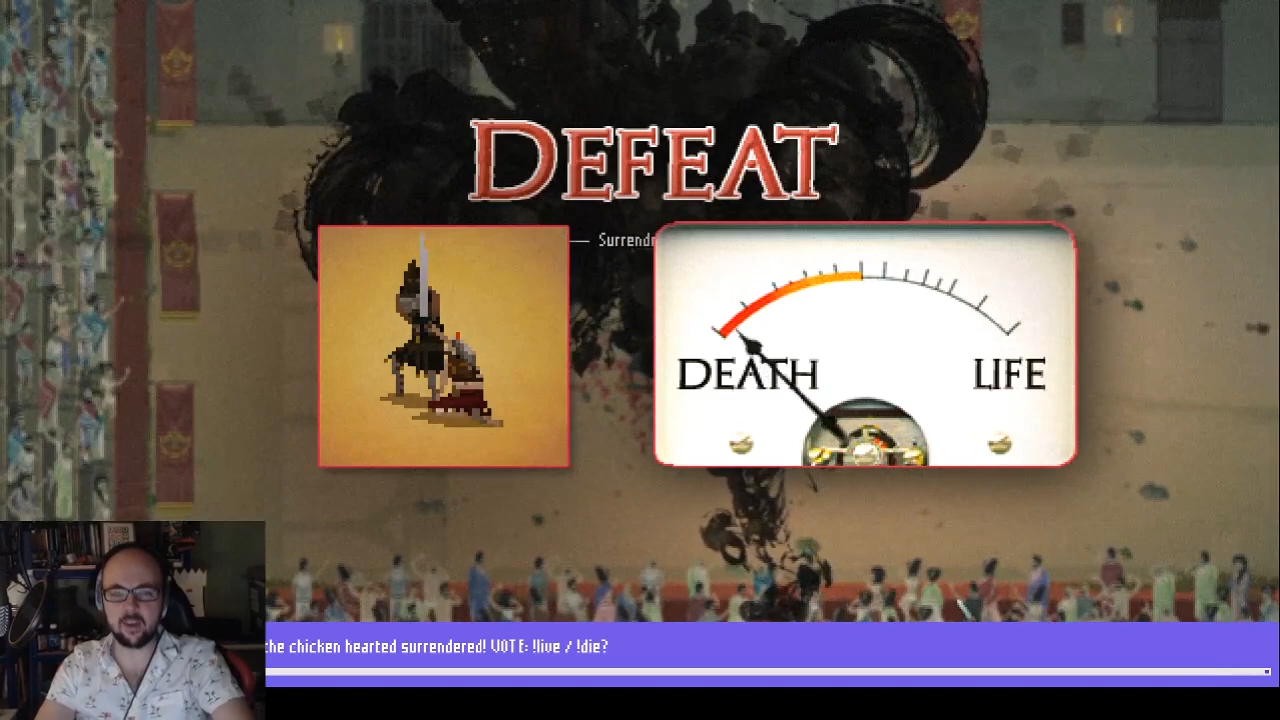 DEFEAT
Surrend
DEATH
LIFE
the chicken hearted surrendered! VOTE: !live / !die?